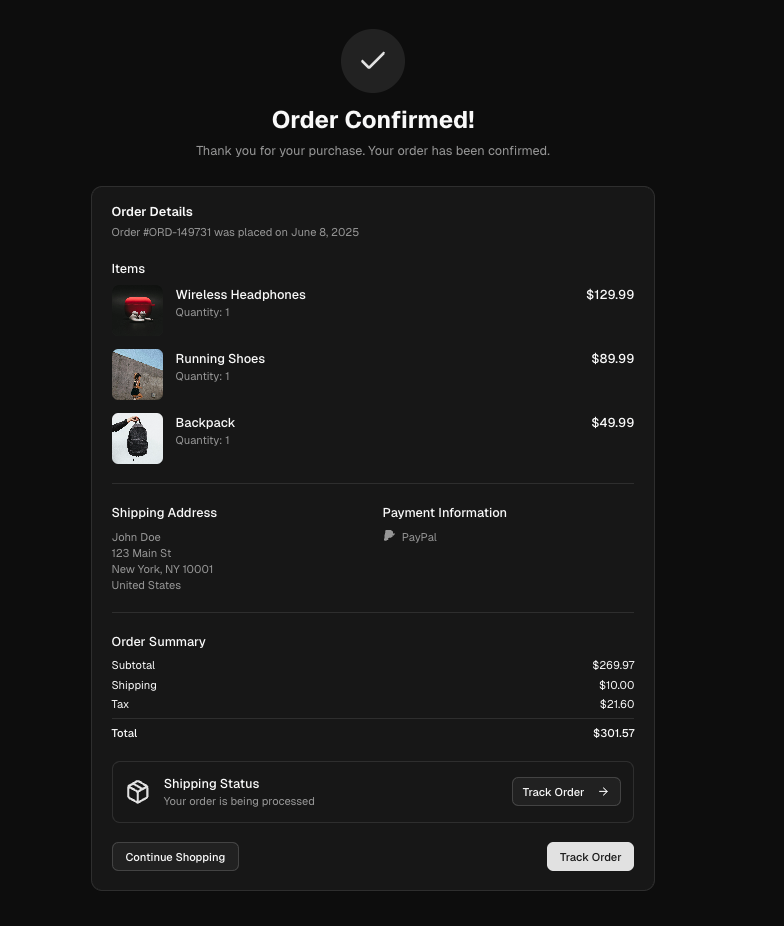 Order Confirmed!
Thank you for your purchase. Your order has been confirmed.
Order Details
Order #ORD-149731 was placed on June 8, 2025
Items
Wireless Headphones
$129.99
Quantity: 1
Running Shoes
$89.99
Quantity: 1
Backpack
$49.99
Quantity: 1
Shipping Address
John Doe
123 Main St
New York, NY 10001
United States
Payment Information
PayPal
Order Summary
Subtotal
$269.97
Shipping
$10.00
Tax
$21.60
Total
$301.57
Shipping Status
Your order is being processed
Track Order
Continue Shopping
Track Order